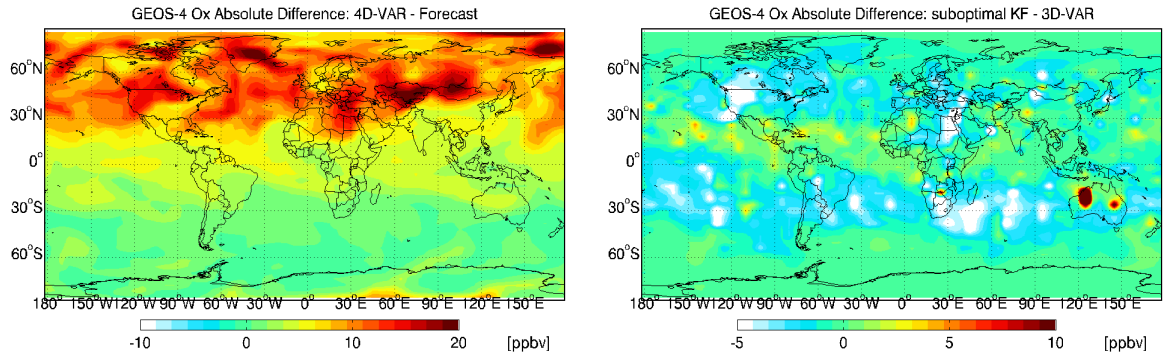 GEOS-4 Ox Absolute Difference: 4D-VAR - Forecast
60°N
30°N
0°
30°S
60°S
180°W 150°W 120°W 90°W 60°W 30°W 0° 30°E 60°E 90°E 120°E 150°E
-10 0 10 20 [ppbv]
GEOS-4 Ox Absolute Difference: suboptimal KF - 3D-VAR
60°N
30°N
0°
30°S
60°S
180°W 150°W 120°W 90°W 60°W 30°W 0° 30°E 60°E 90°E 120°E 150°E
-5 0 5 10 [ppbv]